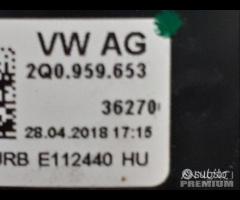 VW AG
2Q0.959.653
36270
28.04.2018 17:15
URB E112440 HU
subito
PREMIUM